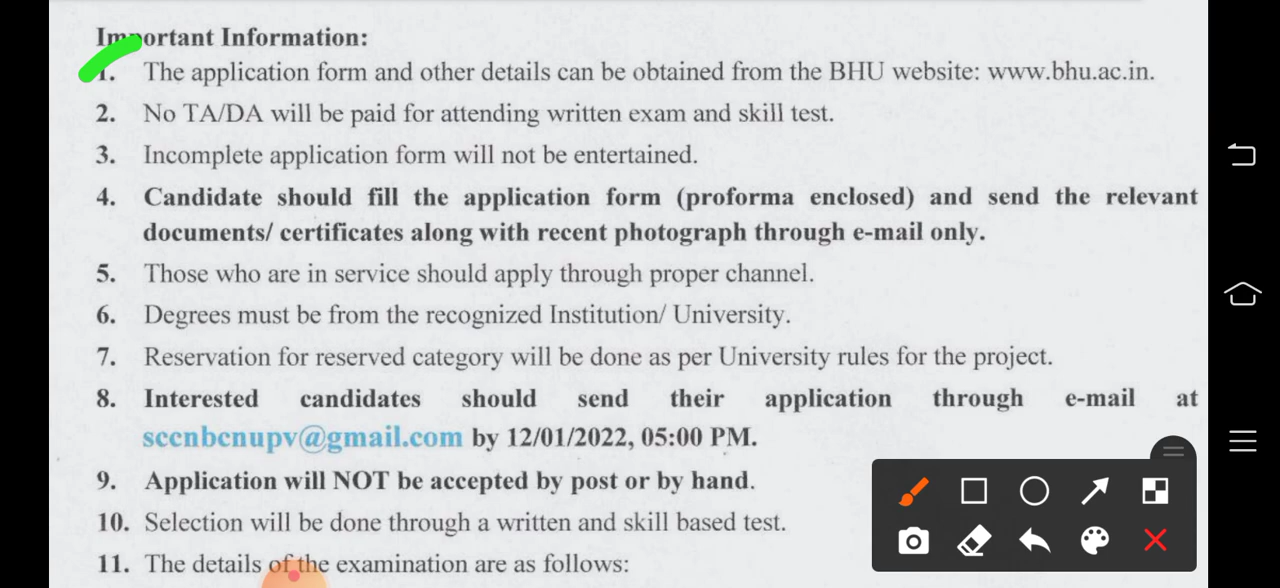 Important Information:
1. The application form and other details can be obtained from the BHU website: www.bhu.ac.in.
2. No TA/DA will be paid for attending written exam and skill test.
3. Incomplete application form will not be entertained.
4. Candidate should fill the application form (proforma enclosed) and send the relevant
documents/ certificates along with recent photograph through e-mail only.
5. Those who are in service should apply through proper channel.
6. Degrees must be from the recognized Institution/ University.
7. Reservation for reserved category will be done as per University rules for the project.
8. Interested candidates should send their application through e-mail at
sccnbcnupv@gmail.com by 12/01/2022, 05:00 PM.
9. Application will NOT be accepted by post or by hand.
10. Selection will be done through a written and skill based test.
11. The details of the examination are as follows: